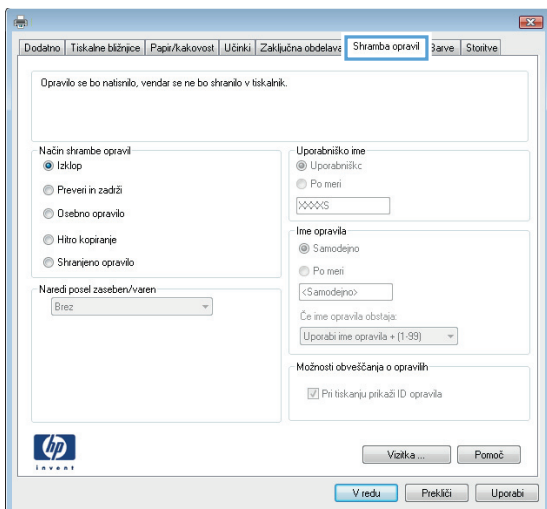 Dodatno Tiskalne bližnjice Papir/kakovost Učinki Zaključna obdelava Shramba opravil Barve Storitve
Opravilo se bo natisnilo, vendar se ne bo shranilo v tiskalnik.
Način shrambe opravil
Izklop
Preveri in zadrži
Osebno opravilo
Hitro kopiranje
Shranjeno opravilo
Naredi posel zaseben/varen
Brez
Uporabniško ime
Uporabniškc
Po meri
XXXXS
Ime opravila
Samodejno
Po meri
<Samodejno>
Če ime opravila obstaja:
Uporabi ime opravila + (1-99)
Možnosti obveščanja o opravilih
Pri tiskanju prikaži ID opravila
hp
invent
Vizitka ... Pomoč
V redu Prekliči Uporabi